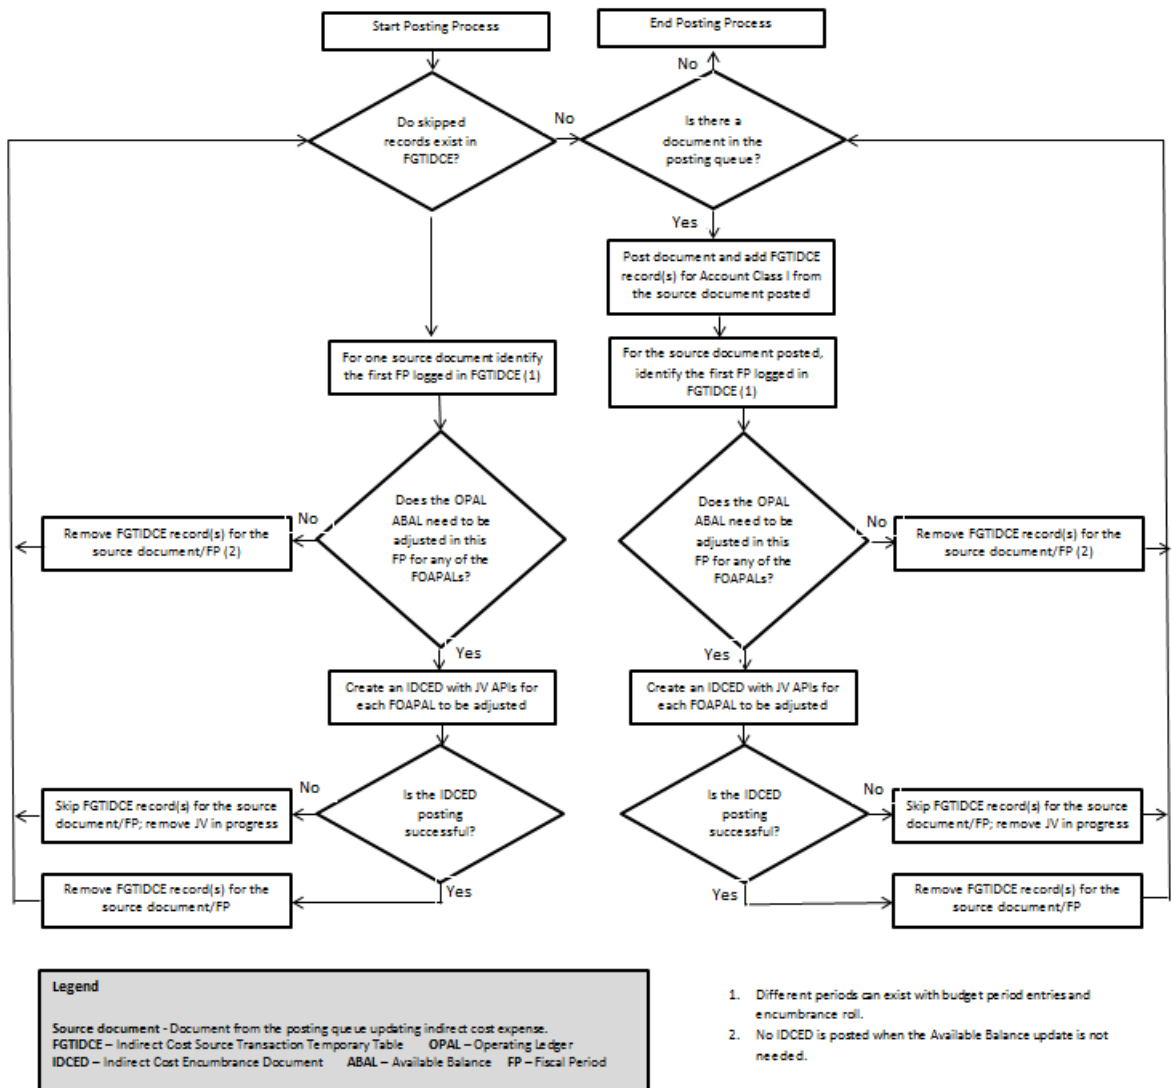 Start Posting Process
End Posting Process
No
Do skipped
records exist in
FGTIDCE?
No
Is there a
document in the
posting queue?
Yes
Post document and add FGTIDCE
record(s) for Account Class I from
the source document posted
For one source document identify
the first FP logged in FGTIDCE (1)
For the source document posted,
identify the first FP logged in
FGTIDCE (1)
Does the OPAL
ABAL need to be
adjusted in this
FP for any of the
FOAPALs?
No
Remove FGTIDCE record(s) for the
source document/FP (2)
Does the OPAL
ABAL need to be
adjusted in this
FP for any of the
FOAPALs?
No
Remove FGTIDCE record(s) for the
source document/FP (2)
Yes
Yes
Create an IDCED with JV APIs for
each FOAPAL to be adjusted
Create an IDCED with JV APIs for
each FOAPAL to be adjusted
Is the IDCED
posting
successful?
No
Skip FGTIDCE record(s) for the source
document/FP; remove JV in progress
Is the IDCED
posting
successful?
No
Skip FGTIDCE record(s) for the source
document/FP; remove JV in progress
Yes
Remove FGTIDCE record(s) for the
source document/FP
Yes
Remove FGTIDCE record(s) for the
source document/FP
Legend
Source document - Document from the posting queue updating indirect cost expense.
FGTIDCE – Indirect Cost Source Transaction Temporary Table OPAL – Operating Ledger
IDCED – Indirect Cost Encumbrance Document ABAL – Available Balance FP – Fiscal Period
1. Different periods can exist with budget period entries and
encumbrance roll.
2. No IDCED is posted when the Available Balance update is not
needed.